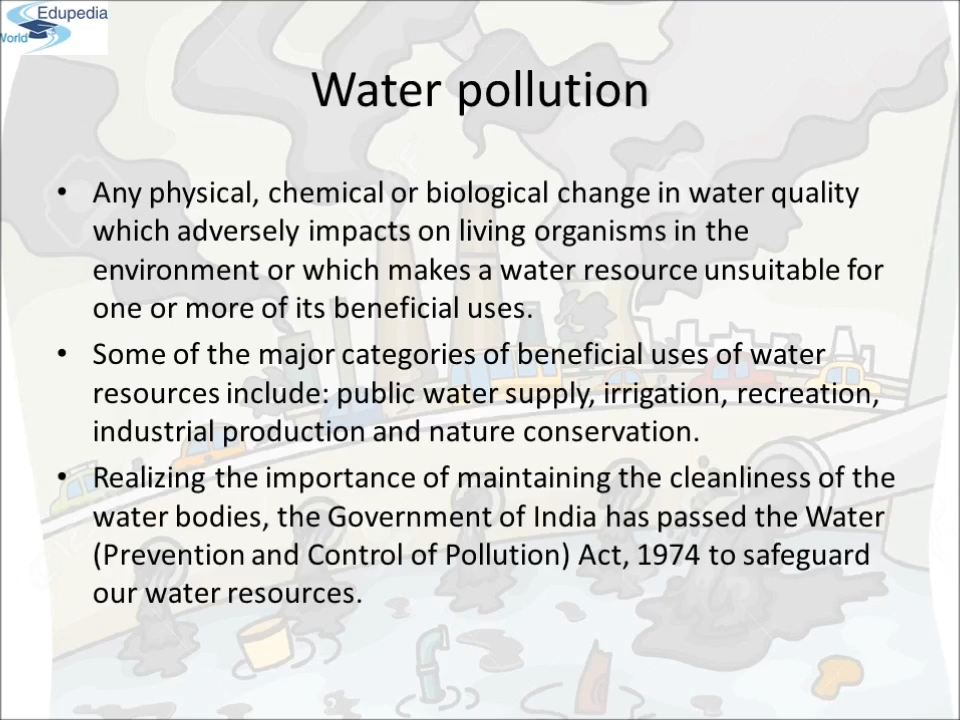 Edupedia
World
Water pollution
• Any physical, chemical or biological change in water quality
which adversely impacts on living organisms in the
environment or which makes a water resource unsuitable for
one or more of its beneficial uses.
• Some of the major categories of beneficial uses of water
resources include: public water supply, irrigation, recreation,
industrial production and nature conservation.
• Realizing the importance of maintaining the cleanliness of the
water bodies, the Government of India has passed the Water
(Prevention and Control of Pollution) Act, 1974 to safeguard
our water resources.